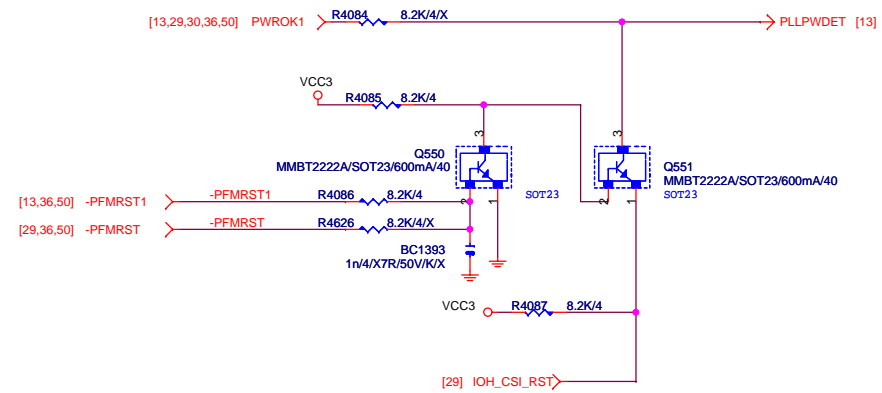 [13,29,30,36,50] PWROK1 R4084 8.2K/4/X PLLPWDET [13]
VCC3
R4085 8.2K/4
3 3
Q550
MMBT2222A/SOT23/600mA/40
SOT23
Q551
MMBT2222A/SOT23/600mA/40
SOT23
2 1 2 1
[13,36,50] -PFMRST1 -PFMRST1 R4086 8.2K/4
[29,36,50] -PFMRST -PFMRST R4626 8.2K/4/X
BC1393
1n/4/X7R/50V/K/X
VCC3 R4087 8.2K/4
[29] IOH_CSI_RST